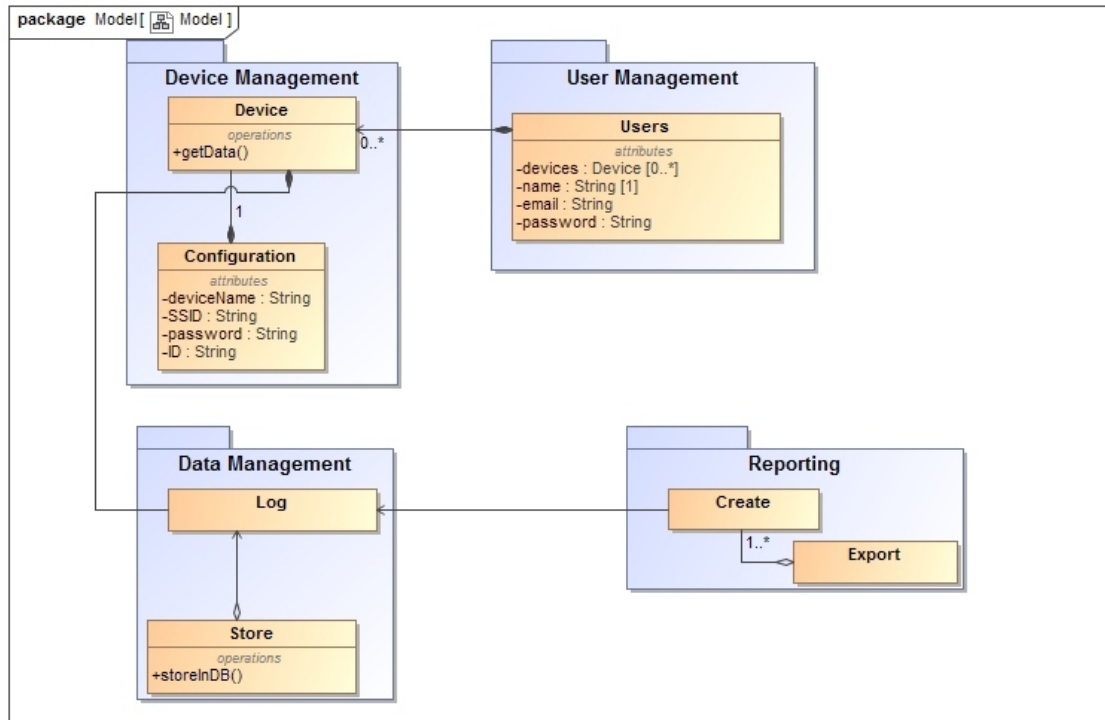 package Model[ Model ]
Device Management
Device
operations
+getData()
0..*
1
Configuration
attributes
-deviceName : String
-SSID : String
-password : String
-ID : String
User Management
Users
attributes
-devices : Device [0..*]
-name : String [1]
-email : String
-password : String
Data Management
Log
Store
operations
+storeInDB()
Reporting
Create
1..*
Export